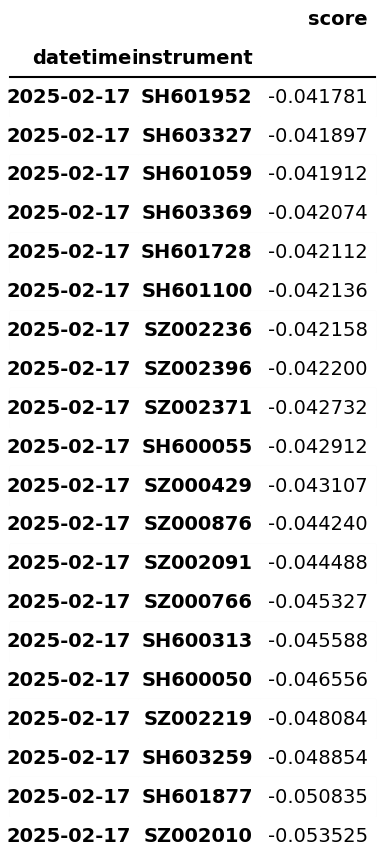 score
datetime instrument
2025-02-17 SH601952 -0.041781
2025-02-17 SH603327 -0.041897
2025-02-17 SH601059 -0.041912
2025-02-17 SH603369 -0.042074
2025-02-17 SH601728 -0.042112
2025-02-17 SH601100 -0.042136
2025-02-17 SZ002236 -0.042158
2025-02-17 SZ002396 -0.042200
2025-02-17 SZ002371 -0.042732
2025-02-17 SH600055 -0.042912
2025-02-17 SZ000429 -0.043107
2025-02-17 SZ000876 -0.044240
2025-02-17 SZ002091 -0.044488
2025-02-17 SZ000766 -0.045327
2025-02-17 SH600313 -0.045588
2025-02-17 SH600050 -0.046556
2025-02-17 SZ002219 -0.048084
2025-02-17 SH603259 -0.048854
2025-02-17 SH601877 -0.050835
2025-02-17 SZ002010 -0.053525